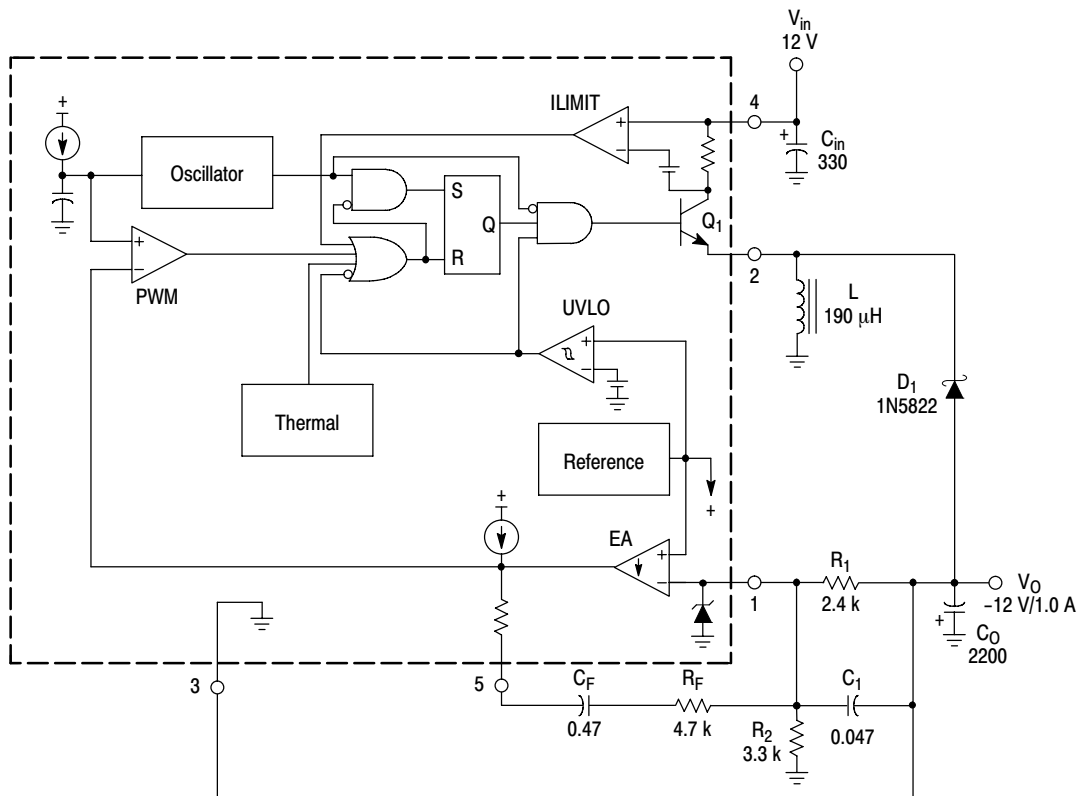 V_in
12 V
+
ILIMIT
4
+
-
+
C_in
330
Oscillator
S
Q
R
Q_1
+
-
PWM
2
L
190 μH
UVLO
+
-
D_1
1N5822
Thermal
Reference
+
+
EA
+
-
1
R_1
2.4 k
V_O
-12 V/1.0 A
+
C_O
2200
3
5
C_F
0.47
R_F
4.7 k
R_2
3.3 k
C_1
0.047